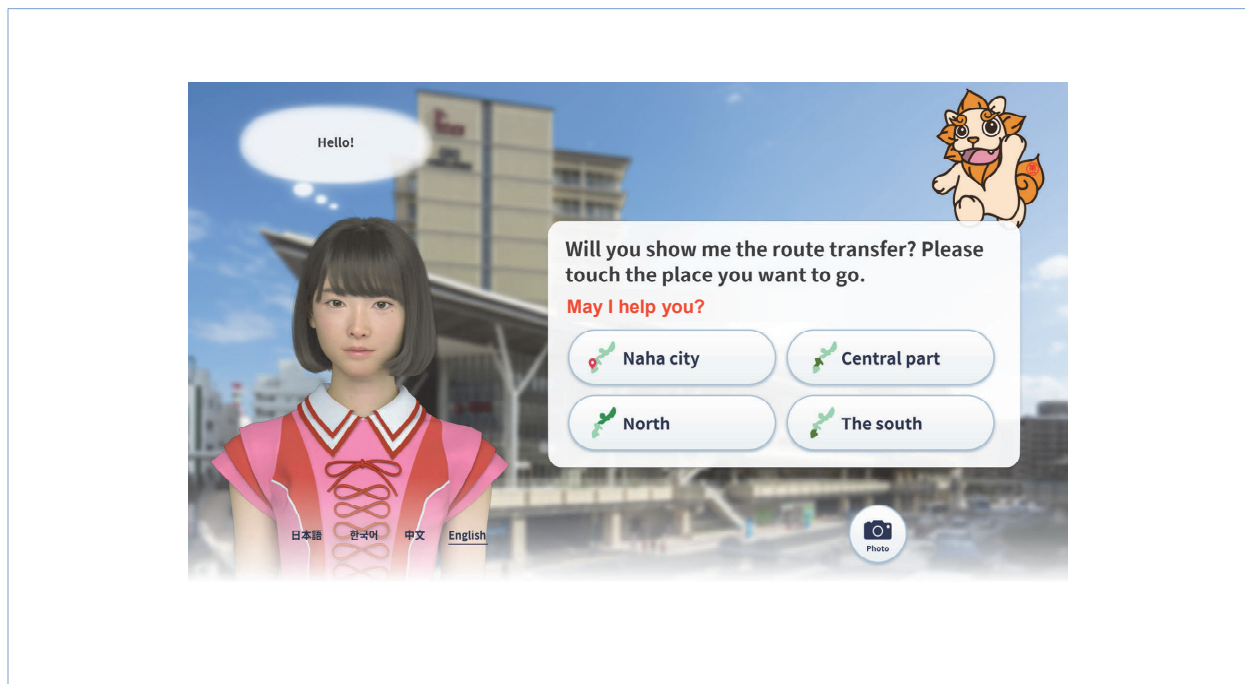 Hello!
Will you show me the route transfer? Please
touch the place you want to go.
May I help you?
Naha city
Central part
North
The south
日本語 한국어 中文 English
Photo